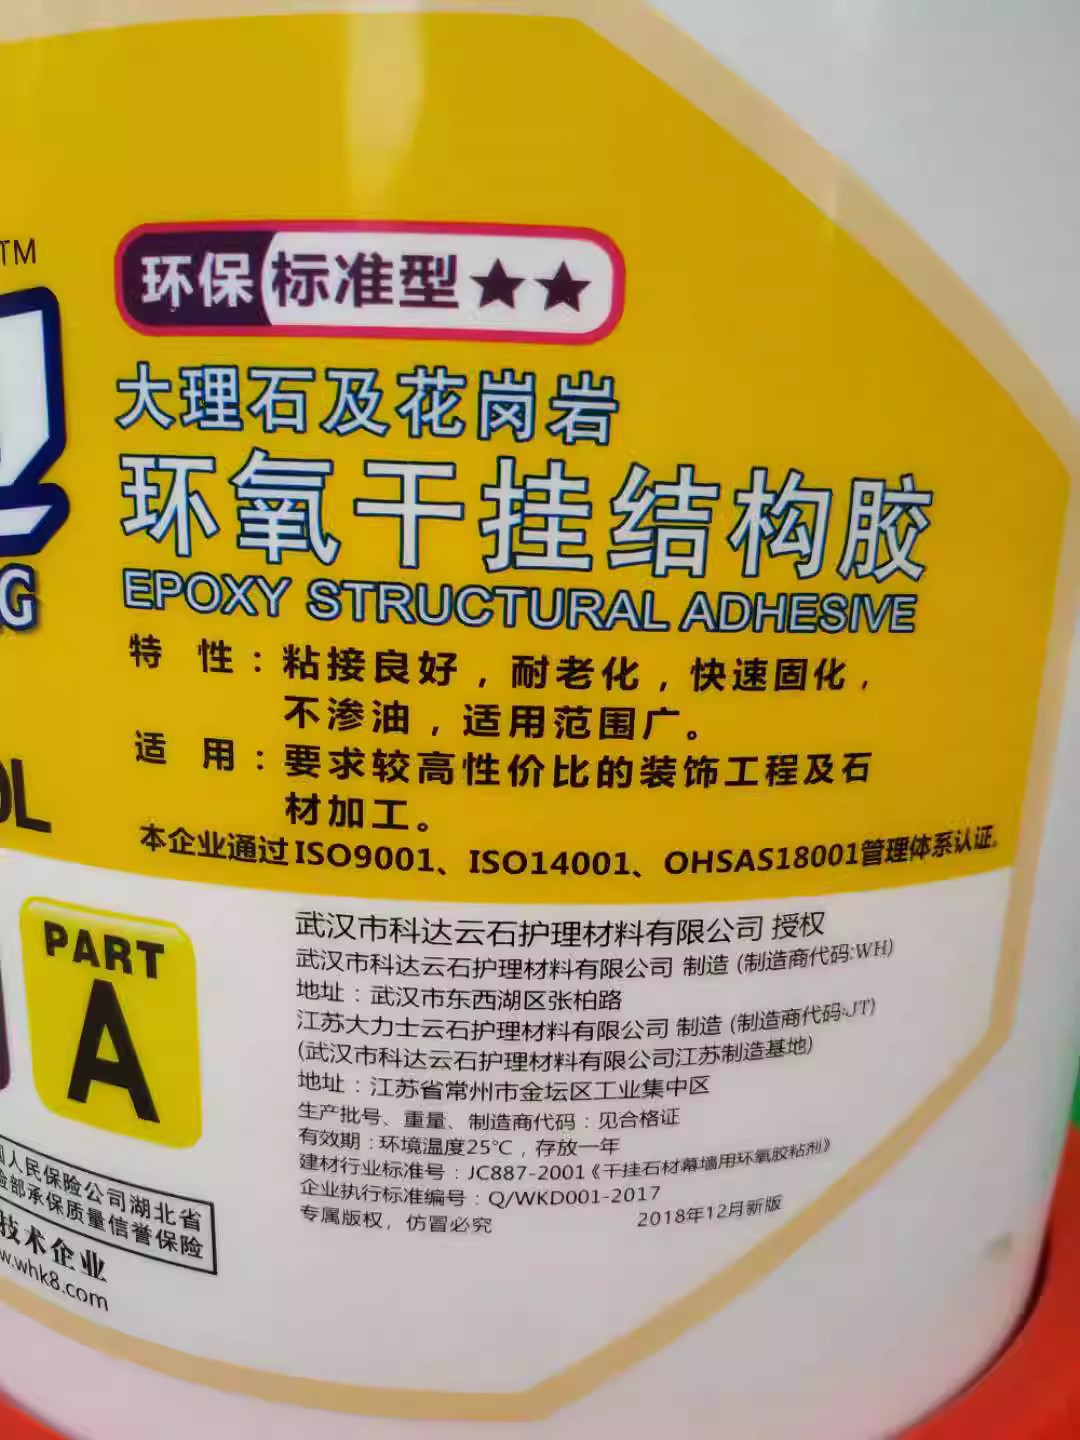 TM
环保 标准型 ★★
大理石及花岗岩
环氧干挂结构胶
EPOXY STRUCTURAL ADHESIVE
G
特 性：粘接良好，耐老化，快速固化，
不渗油，适用范围广。
适 用：要求较高性价比的装饰工程及石
材加工。
OL
本企业通过ISO9001、ISO14001、OHSAS18001管理体系认证。
PART
A
武汉市科达云石护理材料有限公司 授权
武汉市科达云石护理材料有限公司 制造 (制造商代码:WH)
地址：武汉市东西湖区张柏路
江苏大力士云石护理材料有限公司 制造 (制造商代码:JT)
(武汉市科达云石护理材料有限公司江苏制造基地)
地址：江苏省常州市金坛区工业集中区
生产批号、重量、制造商代码：见合格证
有效期：环境温度25℃，存放一年
建材行业标准号：JC887-2001《干挂石材幕墙用环氧胶粘剂》
企业执行标准编号：Q/WKD001-2017
专属版权，仿冒必究
2018年12月新版
国人民保险公司湖北省
险部承保质量信誉保险
技术企业
w.whk8.com